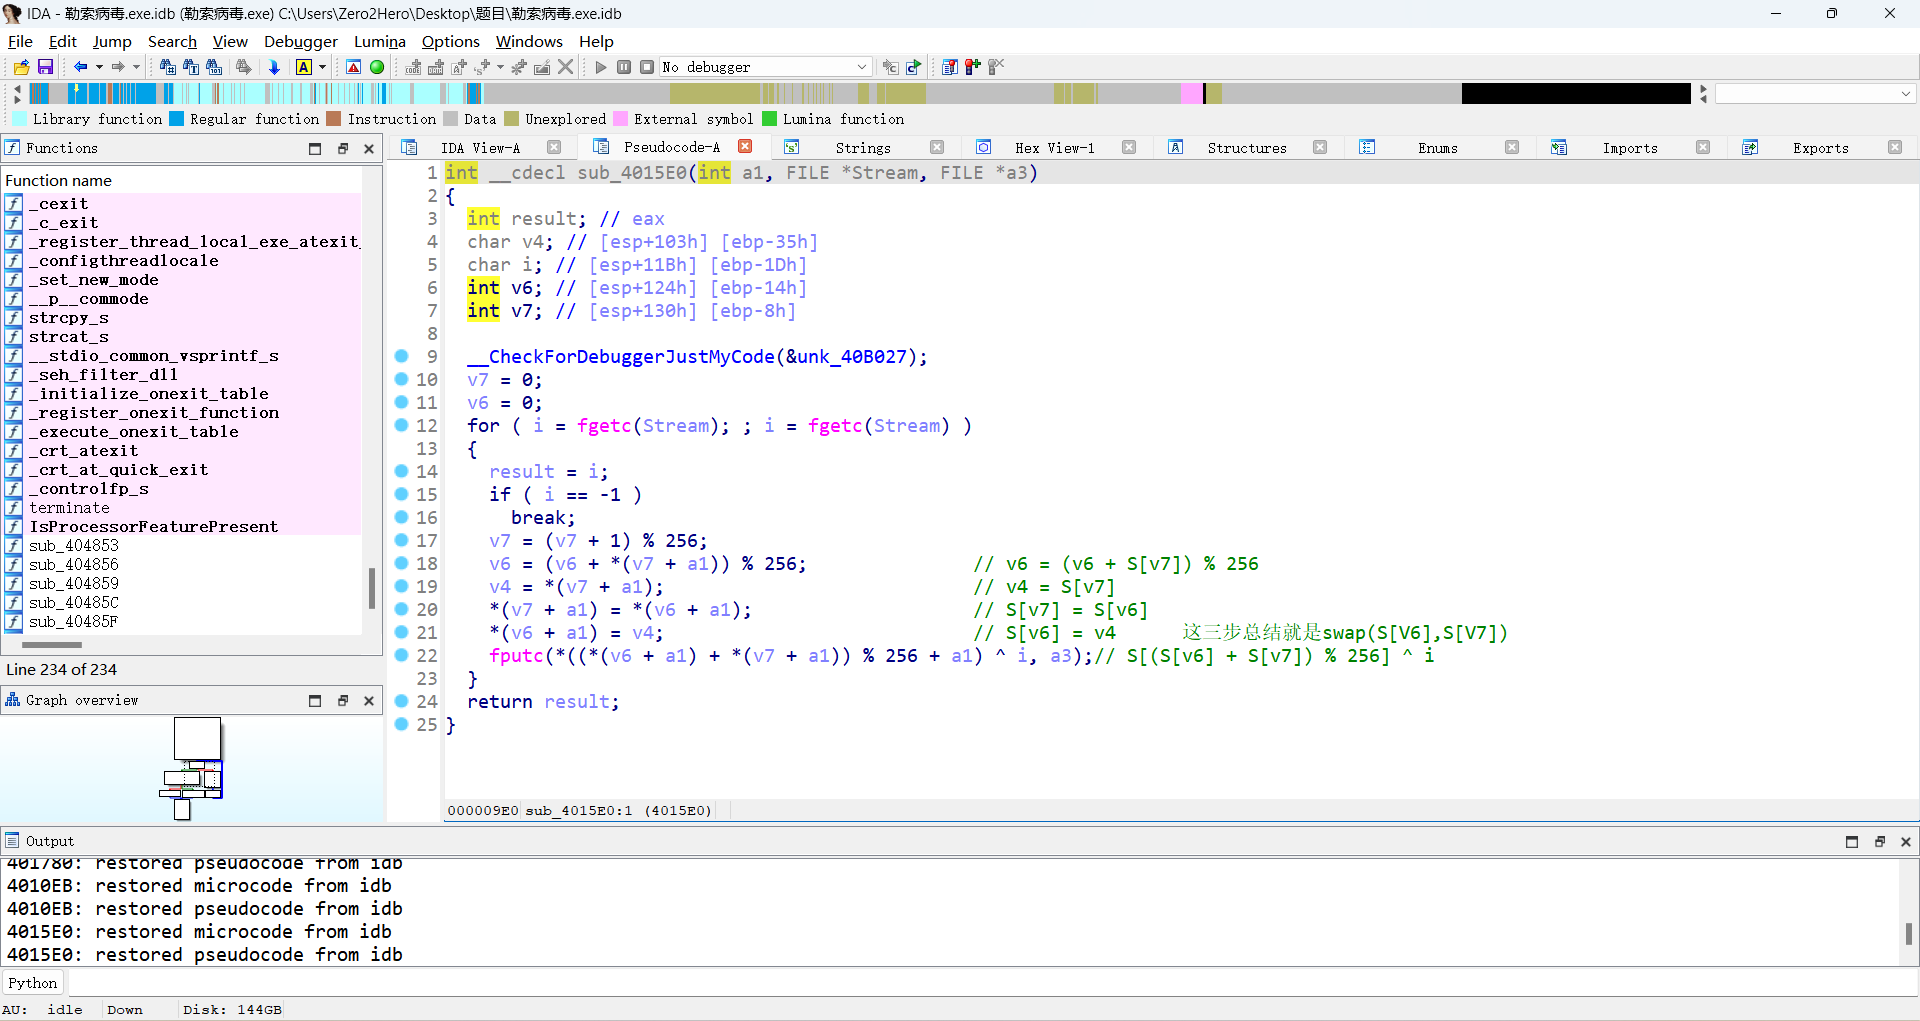 IDA - 勒索病毒.exe.idb (勒索病毒.exe) C:\Users\Zero2Hero\Desktop\题目\勒索病毒.exe.idb
File Edit Jump Search View Debugger Lumina Options Windows Help
No debugger
Library function Regular function Instruction Data Unexplored External symbol Lumina function
Functions
IDA View-A Pseudocode-A Strings Hex View-1 Structures Enums Imports Exports
Function name
_cexit
_c_exit
_register_thread_local_exe_atexit_
_configthreadlocale
_set_new_mode
__p__commode
strcpy_s
strcat_s
__stdio_common_vsprintf_s
_seh_filter_dll
_initialize_onexit_table
_register_onexit_function
_execute_onexit_table
_crt_atexit
_crt_at_quick_exit
_controlfp_s
terminate
IsProcessorFeaturePresent
sub_404853
sub_404856
sub_404859
sub_40485C
sub_40485F
Line 234 of 234
Graph overview
1 int __cdecl sub_4015E0(int a1, FILE *Stream, FILE *a3)
2 {
3 int result; // eax
4 char v4; // [esp+103h] [ebp-35h]
5 char i; // [esp+11Bh] [ebp-1Dh]
6 int v6; // [esp+124h] [ebp-14h]
7 int v7; // [esp+130h] [ebp-8h]
8
9 __CheckForDebuggerJustMyCode(&unk_40B027);
10 v7 = 0;
11 v6 = 0;
12 for ( i = fgetc(Stream); ; i = fgetc(Stream) )
13 {
14 result = i;
15 if ( i == -1 )
16 break;
17 v7 = (v7 + 1) % 256;
18 v6 = (v6 + *(v7 + a1)) % 256; // v6 = (v6 + S[v7]) % 256
19 v4 = *(v7 + a1); // v4 = S[v7]
20 *(v7 + a1) = *(v6 + a1); // S[v7] = S[v6]
21 *(v6 + a1) = v4; // S[v6] = v4 这三步总结就是swap(S[V6],S[V7])
22 fputc(*((*(v6 + a1) + *(v7 + a1)) % 256 + a1) ^ i, a3);// S[(S[v6] + S[v7]) % 256] ^ i
23 }
24 return result;
25 }
000009E0 sub_4015E0:1 (4015E0)
Output
401780: restored pseudocode from idb
4010EB: restored microcode from idb
4010EB: restored pseudocode from idb
4015E0: restored microcode from idb
4015E0: restored pseudocode from idb
Python
AU: idle Down Disk: 144GB